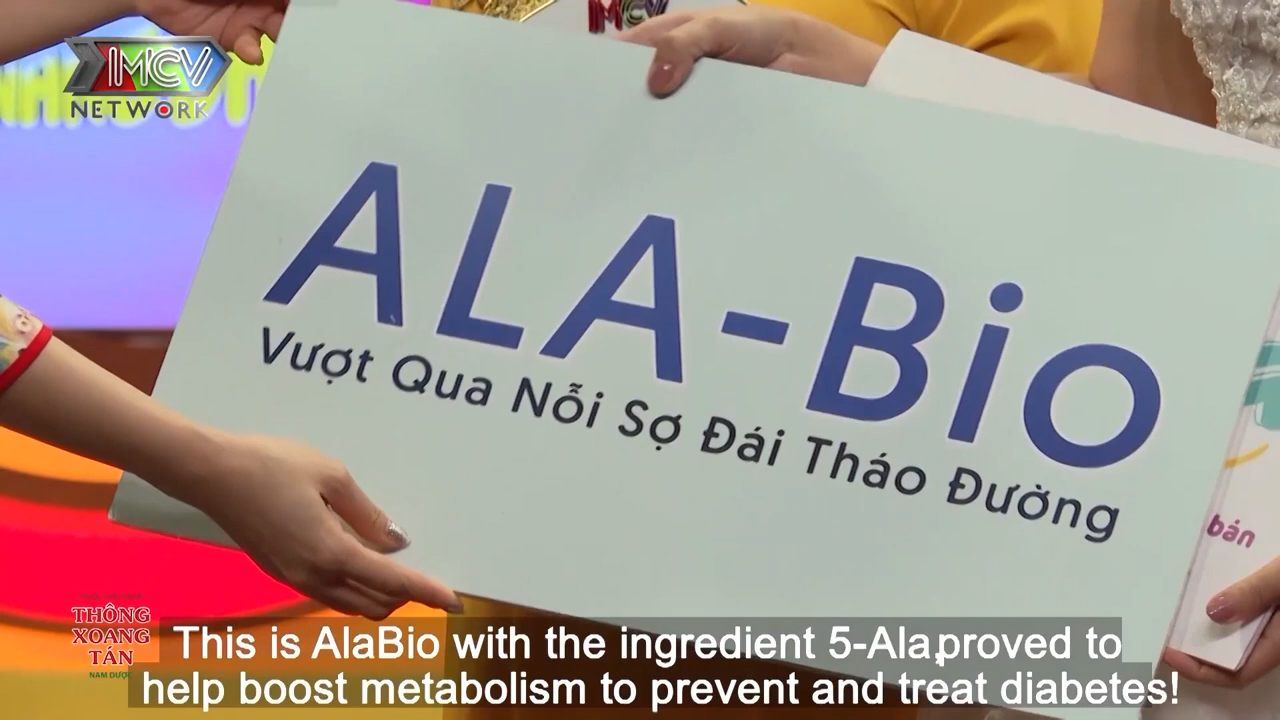 MCV
MCV
NETWORK
ALA-Bio
Vượt Qua Nỗi Sợ Đái Tháo Đường
bán
THÔNG
XOANG
TÁN
NAM DƯỢC
This is AlaBio with the ingredient 5-Ala,proved to
help boost metabolism to prevent and treat diabetes!